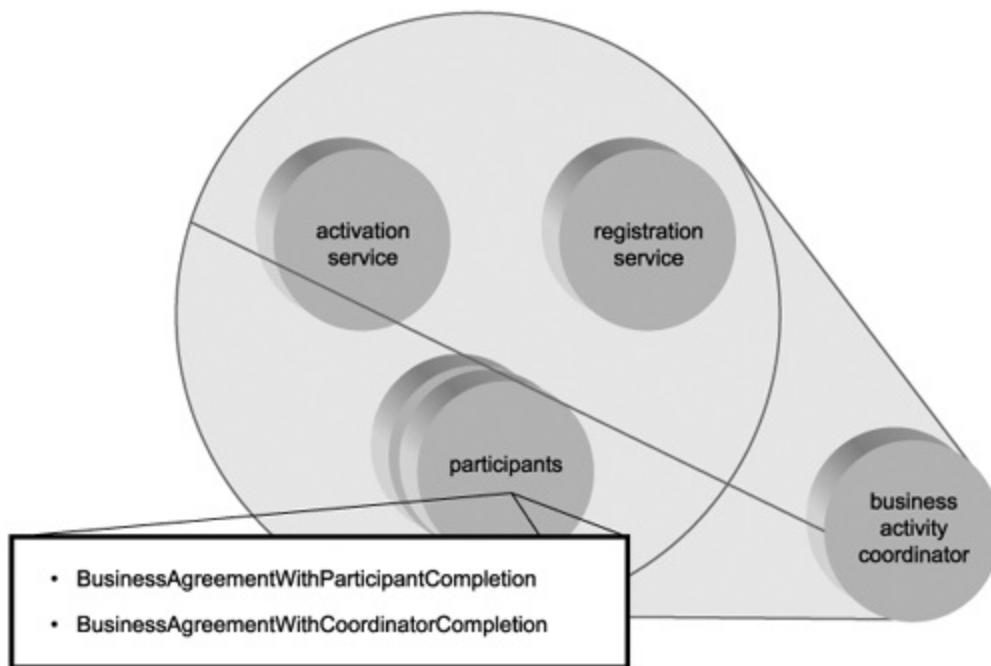 activation
service
registration
service
participants
business
activity
coordinator
• BusinessAgreementWithParticipantCompletion
• BusinessAgreementWithCoordinatorCompletion